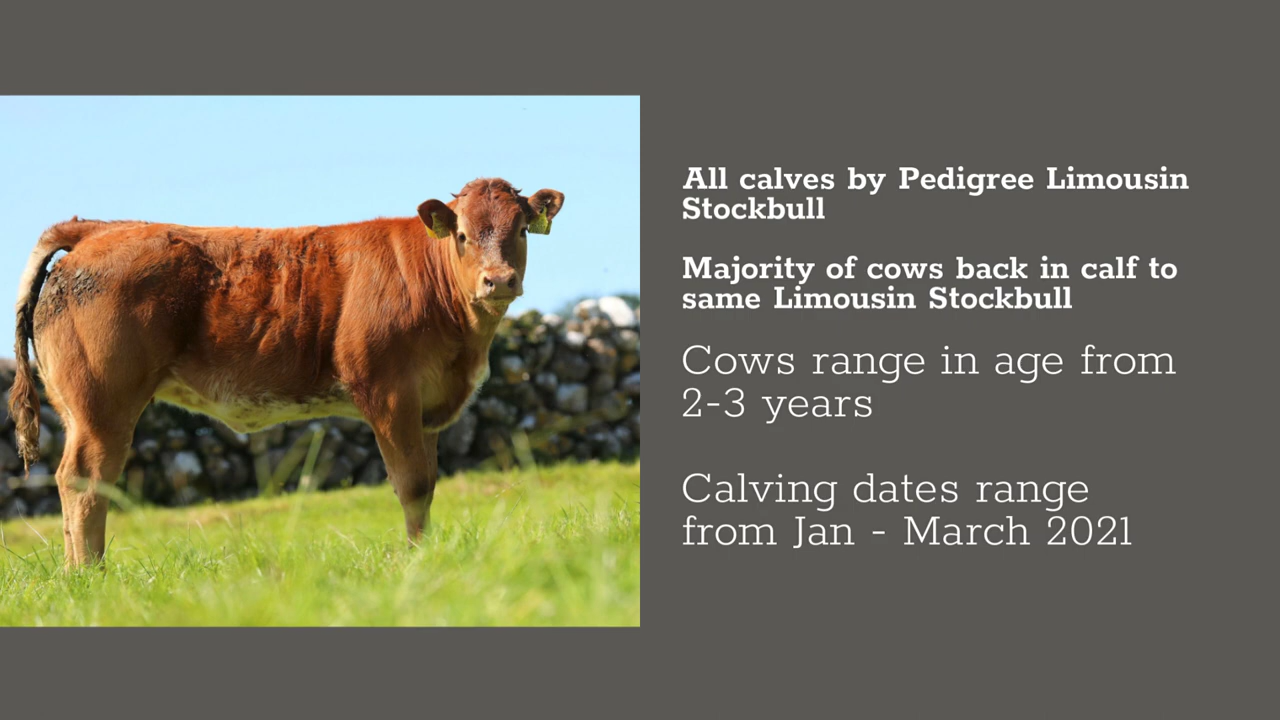 All calves by Pedigree Limousin
Stockbull
Majority of cows back in calf to
same Limousin Stockbull
Cows range in age from
2-3 years
Calving dates range
from Jan - March 2021